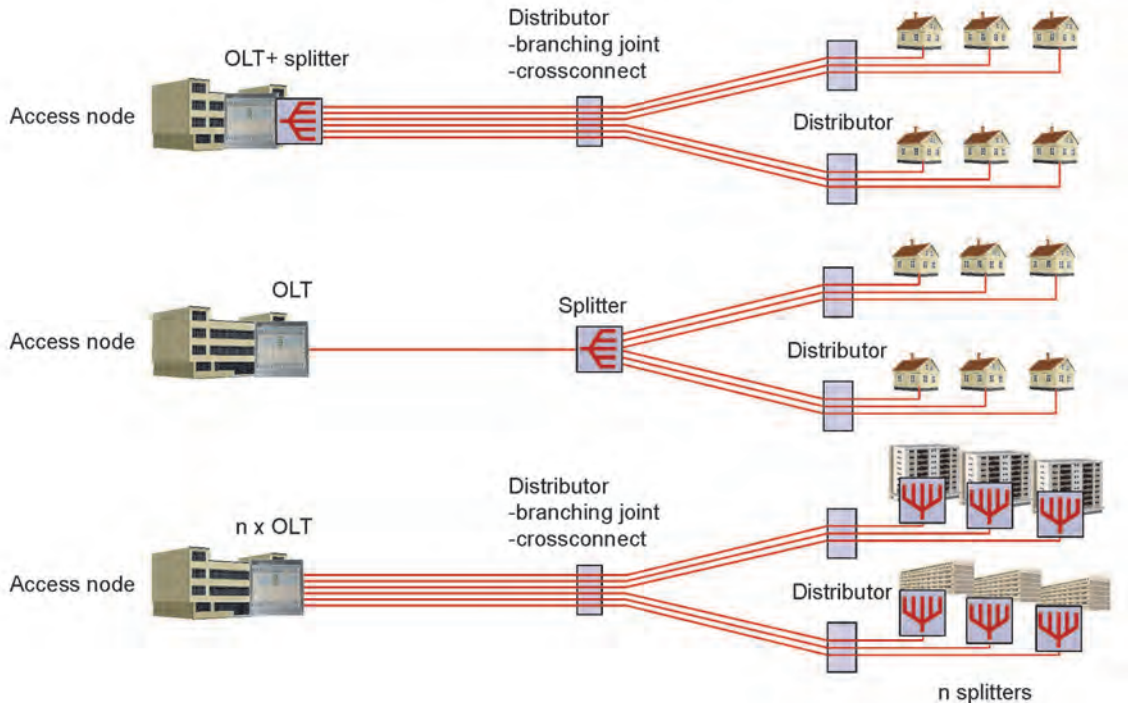 Distributor
-branching joint
-crossconnect
OLT+ splitter
Access node
Distributor
OLT
Splitter
Access node
Distributor
Distributor
-branching joint
-crossconnect
n x OLT
Access node
Distributor
n splitters